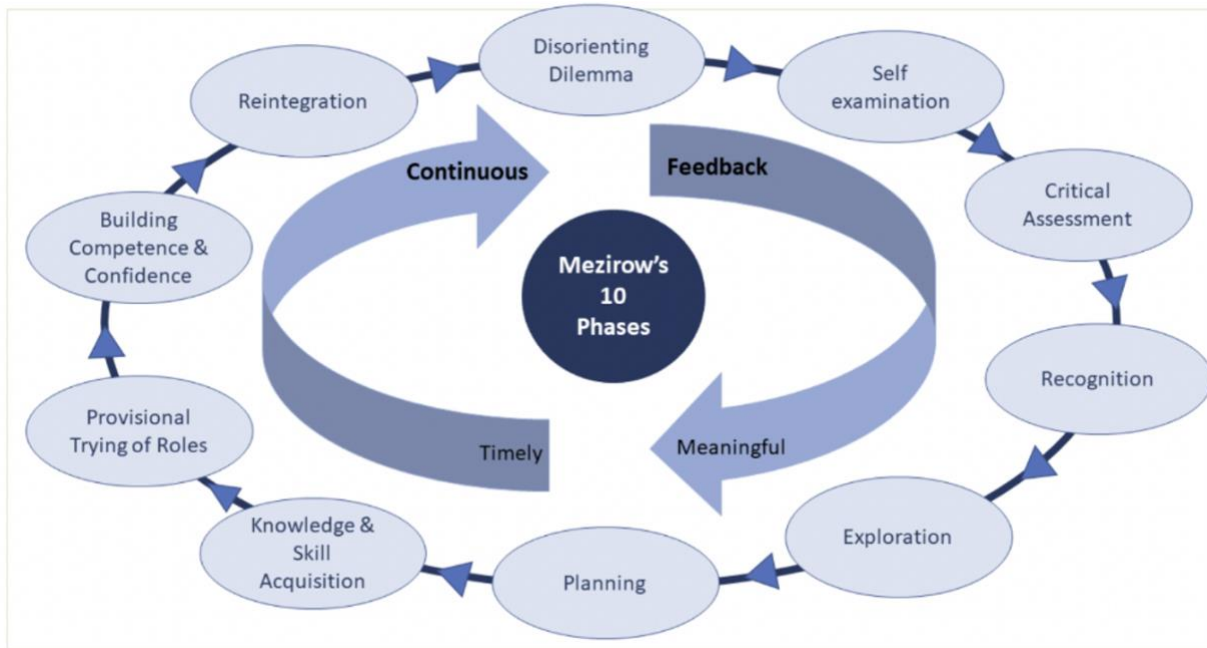 Disorienting
Dilemma
Self
examination
Critical
Assessment
Recognition
Exploration
Planning
Knowledge &
Skill
Acquisition
Provisional
Trying of Roles
Building
Competence &
Confidence
Reintegration
Continuous
Feedback
Meaningful
Timely
Mezirow’s
10
Phases